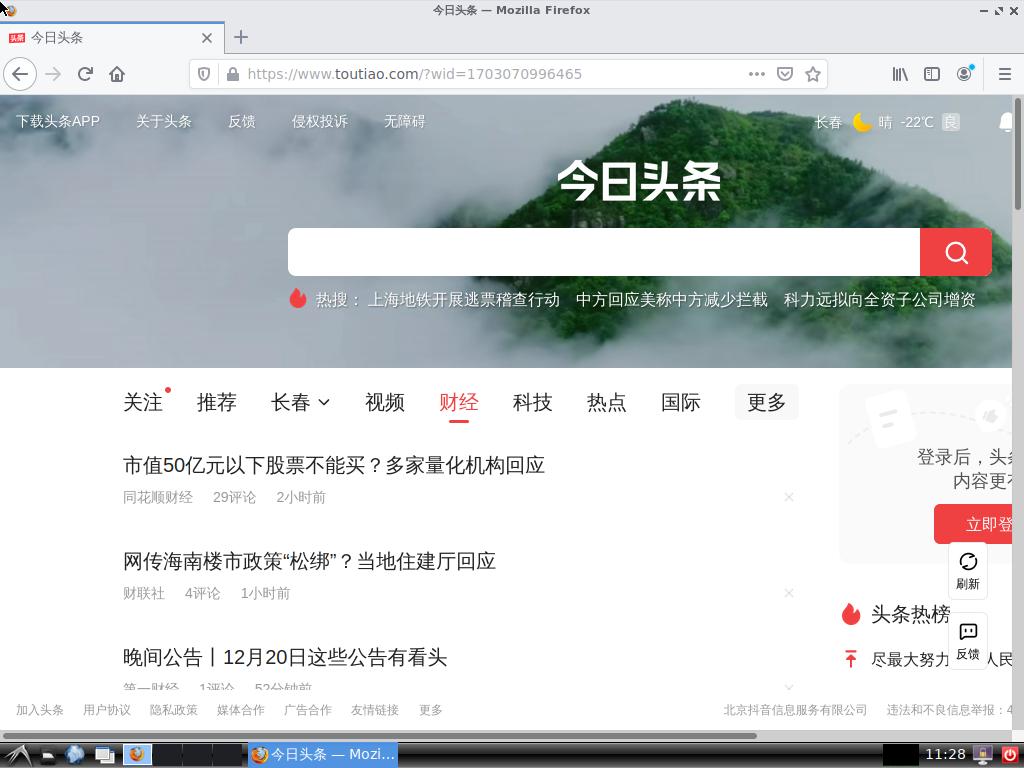 今日头条 — Mozilla Firefox
头条 今日头条
https://www.toutiao.com/?wid=1703070996465
下载头条APP 关于头条 反馈 侵权投诉 无障碍 长春 晴 -22℃ 良
今日头条
热搜： 上海地铁开展逃票稽查行动 中方回应美称中方减少拦截 科力远拟向全资子公司增资
关注 推荐 长春 视频 财经 科技 热点 国际 更多
市值50亿元以下股票不能买？多家量化机构回应
同花顺财经 29评论 2小时前
网传海南楼市政策“松绑”？当地住建厅回应
财联社 4评论 1小时前
晚间公告丨12月20日这些公告有看头
第一财经 1评论 52分钟前
登录后，头
内容更
立即登
刷新
头条热榜
反馈
尽最大努力 人民
加入头条 用户协议 隐私政策 媒体合作 广告合作 友情链接 更多 北京抖音信息服务有限公司 违法和不良信息举报：4
今日头条 — Mozi... 11:28